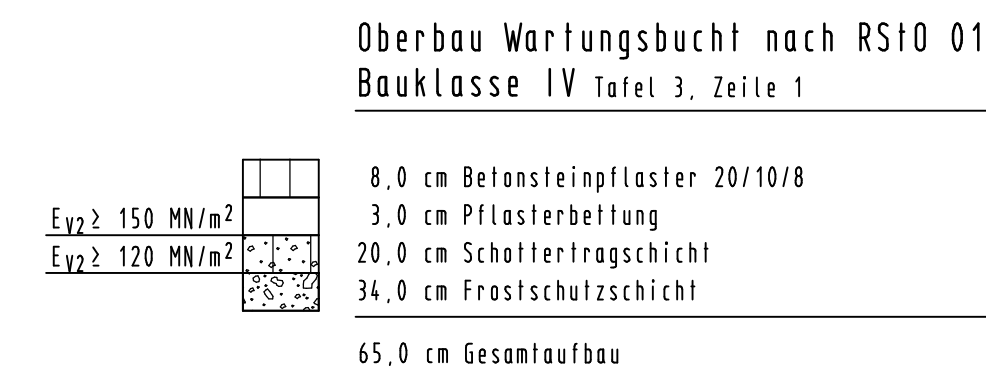 Oberbau Wartungsbucht nach RStO 01
Bauklasse IV Tafel 3, Zeile 1
8,0 cm Betonsteinpflaster 20/10/8
EV2≥ 150 MN/m² 3,0 cm Pflasterbettung
EV2≥ 120 MN/m² 20,0 cm Schottertragschicht
34,0 cm Frostschutzschicht
65,0 cm Gesamtaufbau